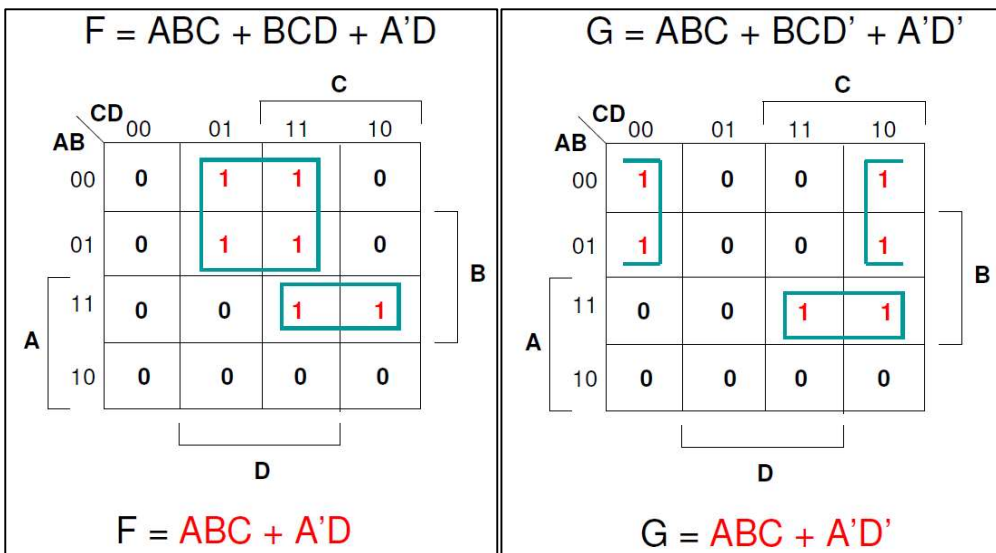 F = ABC + BCD + A'D
C
CD
00 01 11 10
AB
00 0 1 1 0
01 0 1 1 0
B
11 0 0 1 1
A
10 0 0 0 0
D
F = ABC + A'D
G = ABC + BCD' + A'D'
C
CD
00 01 11 10
AB
00 1 0 0 1
01 1 0 0 1
B
11 0 0 1 1
A
10 0 0 0 0
D
G = ABC + A'D'